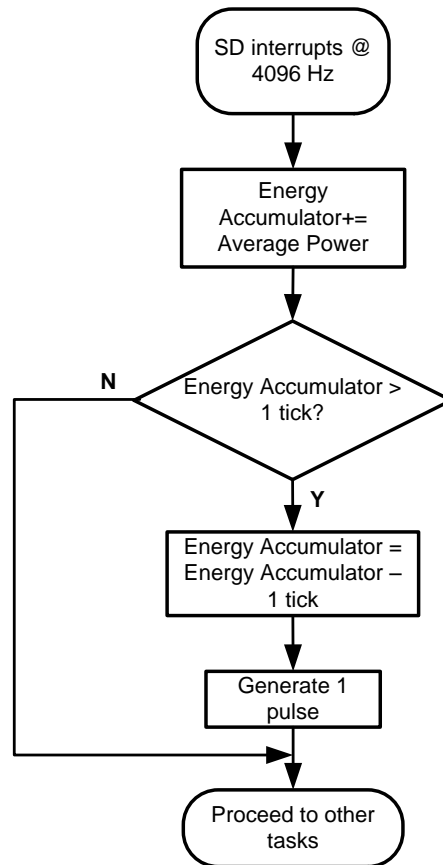 SD interrupts @
4096 Hz
Energy
Accumulator+=
Average Power
N
Energy Accumulator >
1 tick?
Y
Energy Accumulator =
Energy Accumulator –
1 tick
Generate 1
pulse
Proceed to other
tasks